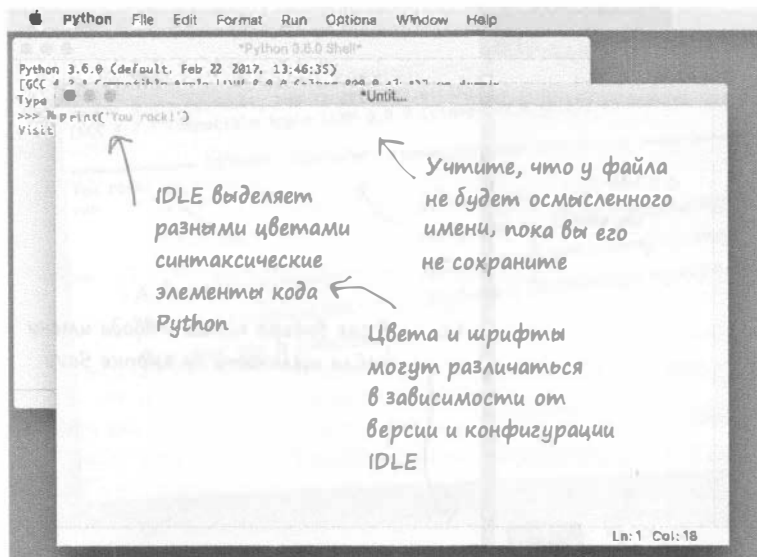 Python File Edit Format Run Options Window Help
*Python 3.6.0 Shell*
Python 3.6.0 (default, Feb 22 2017, 13:46:35)
[GCC
Type
*Untit...
>>>
print('You rock!')
Visit
IDLE выделяет
разными цветами
синтаксические
элементы кода
Python
Учтите, что у файла
не будет осмысленного
имени, пока вы его
не сохраните
Цвета и шрифты
могут различаться
в зависимости от
версии и конфигурации
IDLE
Ln: 1 Col: 18